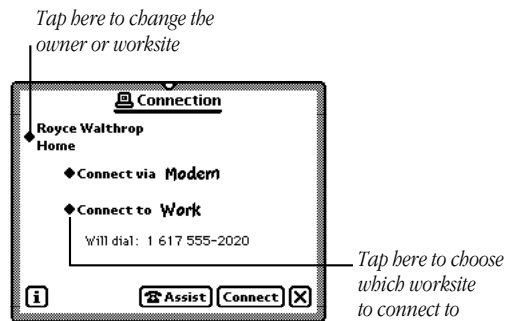 Tap here to change the
owner or worksite
Connection
Royce Walthrop
Home
Connect via Modem
Connect to Work
Will dial: 1 617 555-2020
Tap here to choose
which worksite
to connect to
i Assist Connect X